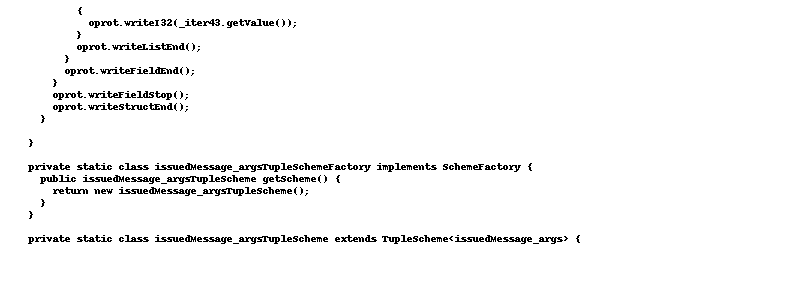 {
oprot.writeI32(_iter43.getValue());
}
oprot.writeListEnd();
}
oprot.writeFieldEnd();
}
oprot.writeFieldStop();
oprot.writeStructEnd();
}
}
private static class issuedMessage_argsTupleSchemeFactory implements SchemeFactory {
public issuedMessage_argsTupleScheme getScheme() {
return new issuedMessage_argsTupleScheme();
}
}
private static class issuedMessage_argsTupleScheme extends TupleScheme<issuedMessage_args> {